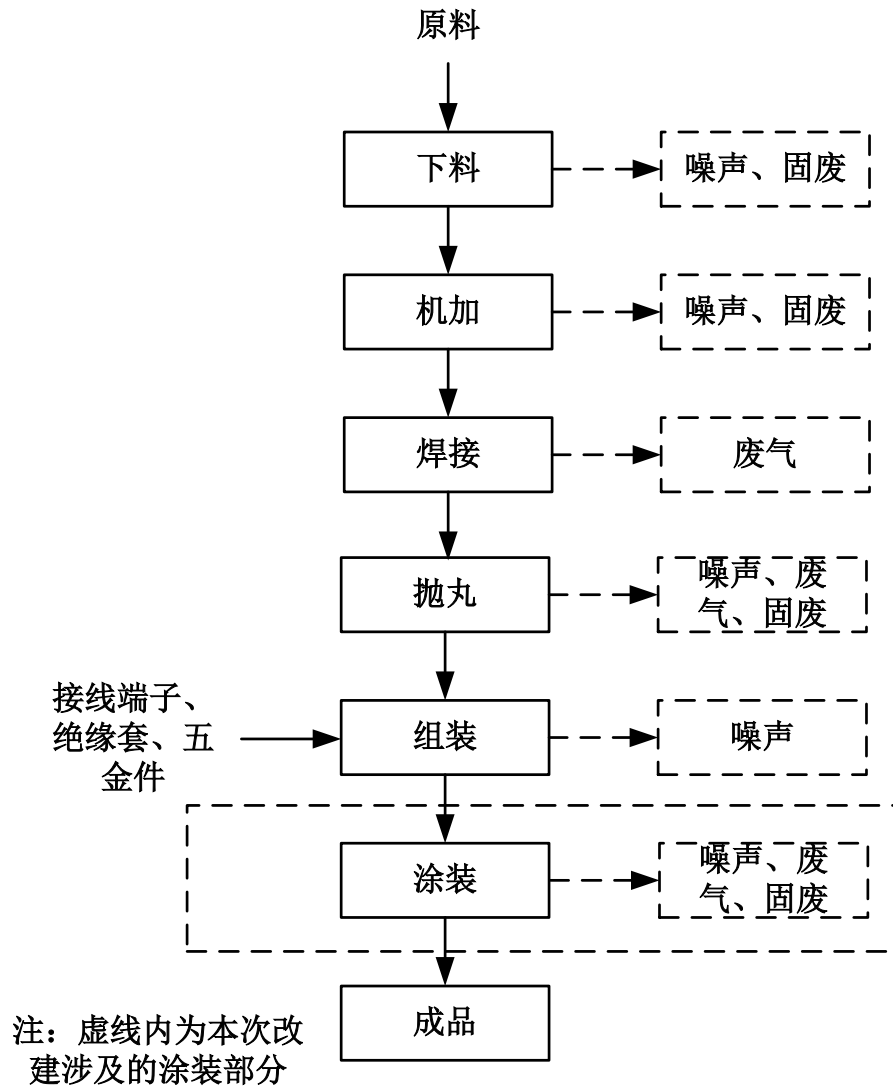 原料
下料
噪声、固废
机加
噪声、固废
焊接
废气
抛丸
噪声、废
气、固废
接线端子、
绝缘套、五
金件
组装
噪声
涂装
噪声、废
气、固废
成品
注：虚线内为本次改
建涉及的涂装部分